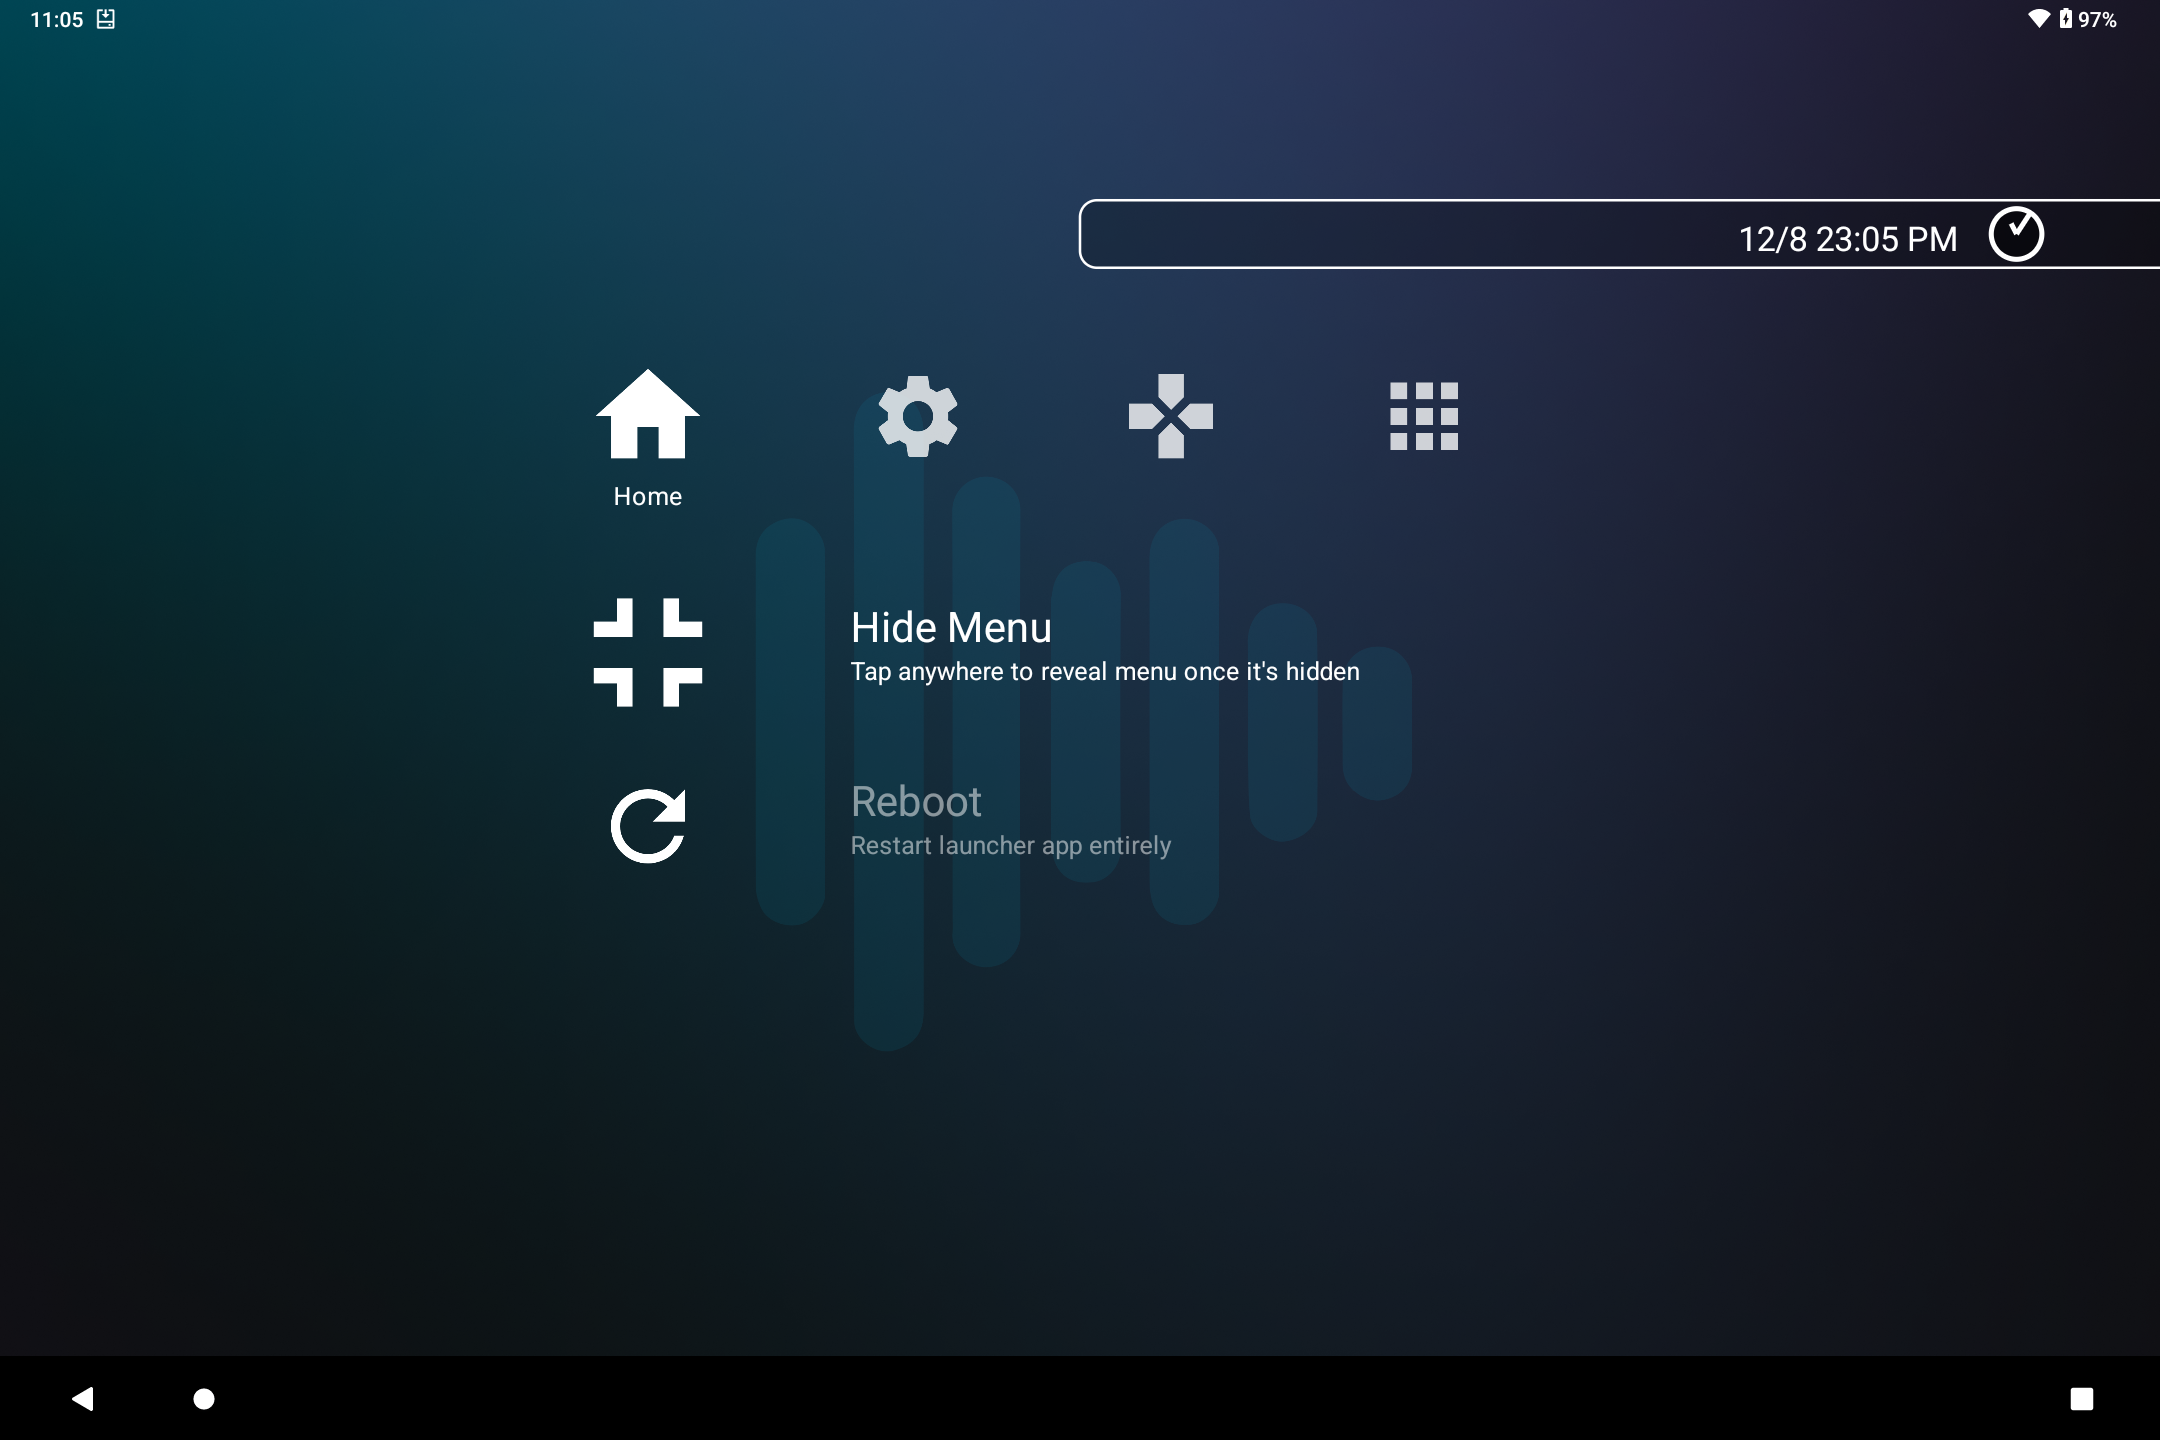 11:05
97%
12/8 23:05 PM
Home
Hide Menu
Tap anywhere to reveal menu once it's hidden
Reboot
Restart launcher app entirely